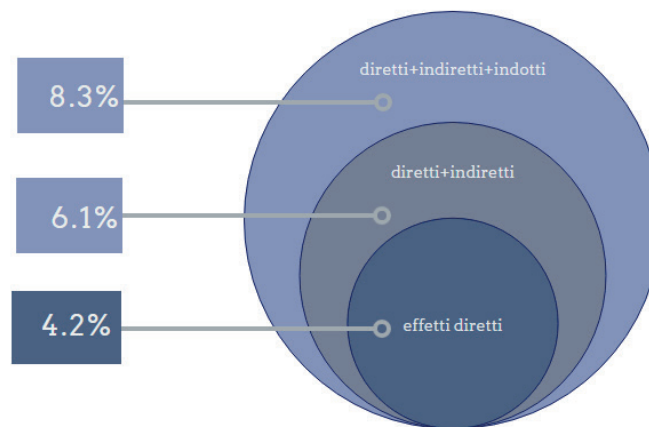 diretti+indiretti+indotti
8.3%
diretti+indiretti
6.1%
4.2%
effetti diretti